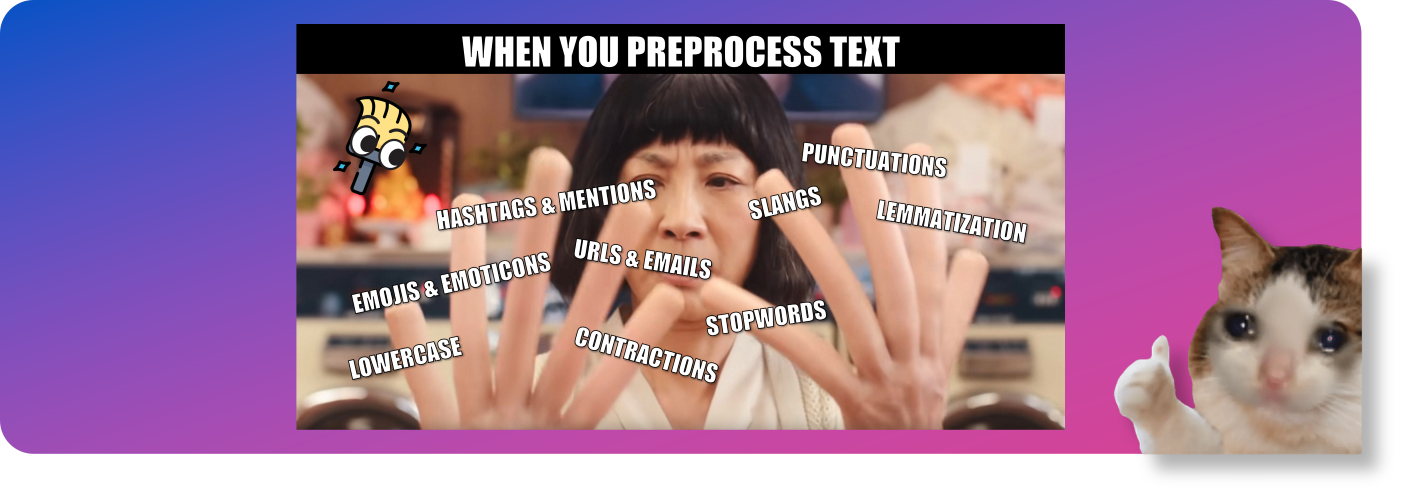 WHEN YOU PREPROCESS TEXT
PUNCTUATIONS
HASHTAGS & MENTIONS
SLANGS
LEMMATIZATION
URLS & EMAILS
EMOJIS & EMOTICONS
STOPWORDS
LOWERCASE
CONTRACTIONS